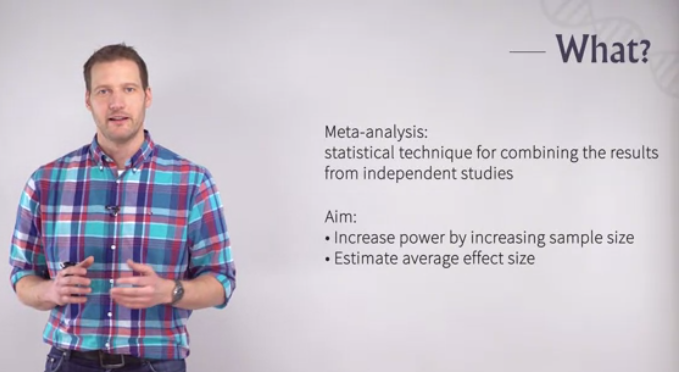 What?
Meta-analysis:
statistical technique for combining the results
from independent studies
Aim:
• Increase power by increasing sample size
• Estimate average effect size